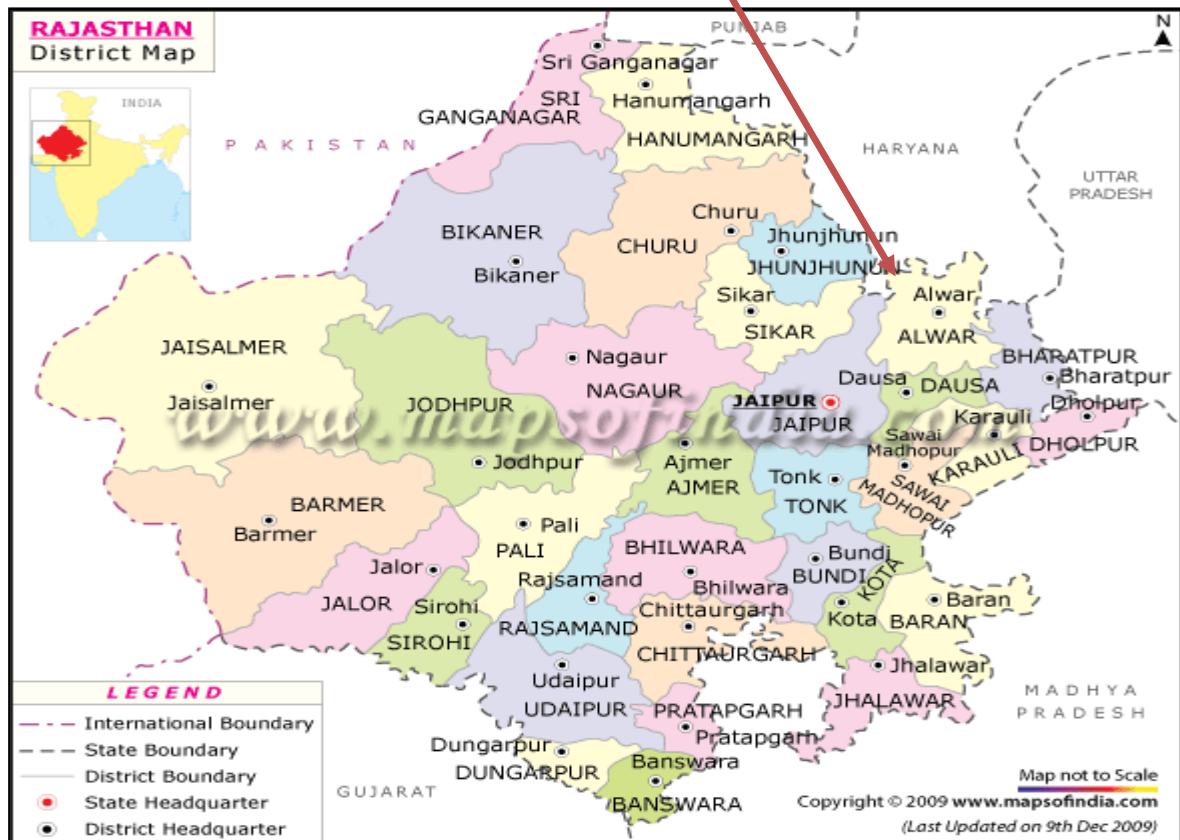 RAJASTHAN
District Map
INDIA
PUNJAB
N
Sri Ganganagar
SRI
GANGANAGAR
Hanumangarh
HANUMANGARH
PAKISTAN
HARYANA
UTTAR
PRADESH
Churu
CHURU
BIKANER
Bikaner
Jhunjhunun
JHUNJHUNUN
Sikar
SIKAR
Alwar
ALWAR
JAISALMER
Jaisalmer
Nagaur
NAGAUR
JODHPUR
Jodhpur
BHARATPUR
Bharatpur
Dausa
DAUSA
JAIPUR
JAIPUR
Karauli
KARAULI
Dholpur
DHOLPUR
www.mapsofindia.com
Ajmer
AJMER
Sawai
Madhopur
SAWAI
MADHOPUR
Tonk
TONK
BARMER
Barmer
Pali
PALI
BHILWARA
Bhilwara
Bundi
BUNDI
KOTA
Kota
Baran
BARAN
Jalor
JALOR
Sirohi
SIROHI
Rajsamand
RAJSAMAND
Chittaurgarh
CHITTAURGARH
Udaipur
UDAIPUR
Jhalawar
JHALAWAR
MADHYA
PRADESH
PRATAPGARH
Pratapgarh
Dungarpur
DUNGARPUR
Banswara
BANSWARA
GUJARAT
LEGEND
International Boundary
State Boundary
District Boundary
State Headquarter
District Headquarter
Map not to Scale
Copyright © 2009 www.mapsofindia.com
(Last Updated on 9th Dec 2009)